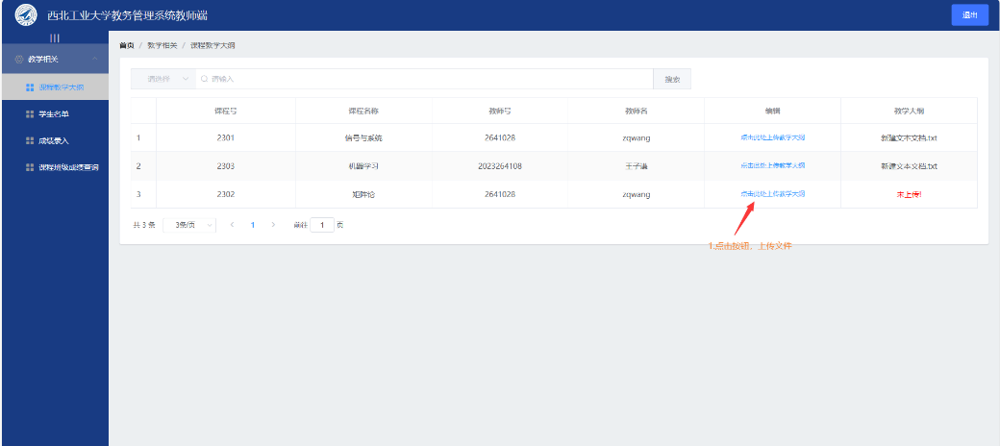 西北工业大学教务管理系统教师端
退出
教学相关
课程教学大纲
学生名单
成绩录入
课程班级成绩查询
首页 / 教学相关 / 课程教学大纲
请选择 请输入 搜索
课程号 课程名称 教师号 教师名 编辑 教学大纲
1 2301 信号与系统 2641028 zqwang 点击此处上传教学大纲 新建文本文档.txt
2 2303 机器学习 2023264108 王子谦 点击此处上传教学大纲 新建文本文档.txt
3 2302 矩阵论 2641028 zqwang 点击此处上传教学大纲 未上传!
共 3 条 3条/页 1 前往 1 页
1.点击按钮，上传文件